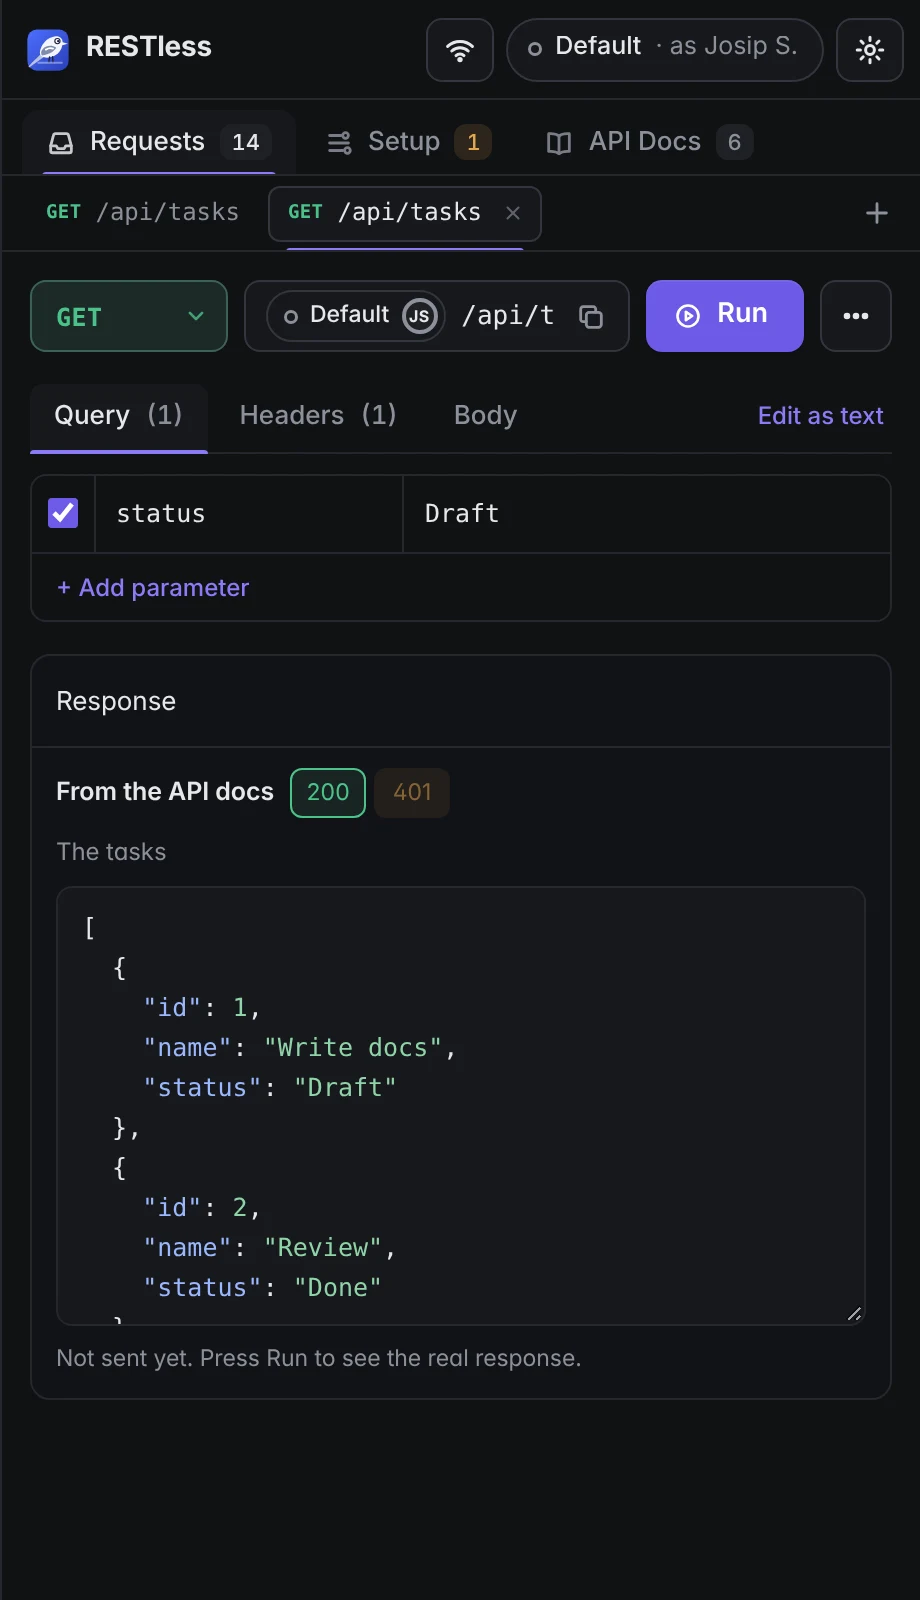 RESTless
Default · as Josip S.
Requests 14
Setup 1
API Docs 6
GET /api/tasks
GET /api/tasks ×
GET
Default JS /api/t
Run
Query (1)
Headers (1)
Body
Edit as text
status
Draft
+ Add parameter
Response
From the API docs 200 401
The tasks
[
{
"id": 1,
"name": "Write docs",
"status": "Draft"
},
{
"id": 2,
"name": "Review",
"status": "Done"
}
Not sent yet. Press Run to see the real response.